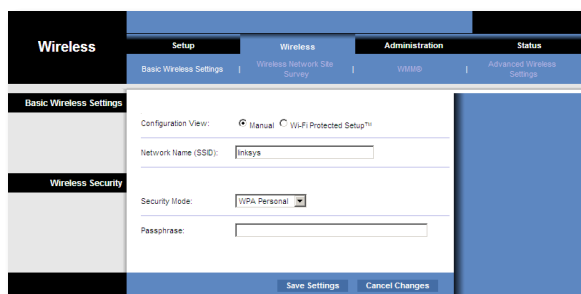 Wireless
Setup Wireless Administration Status
Basic Wireless Settings | Wireless Network Site Survey | WMM® | Advanced Wireless Settings
Basic Wireless Settings
Configuration View: Manual Wi-Fi Protected Setup™
Network Name (SSID): linksys
Wireless Security
Security Mode: WPA Personal
Passphrase:
Save Settings Cancel Changes